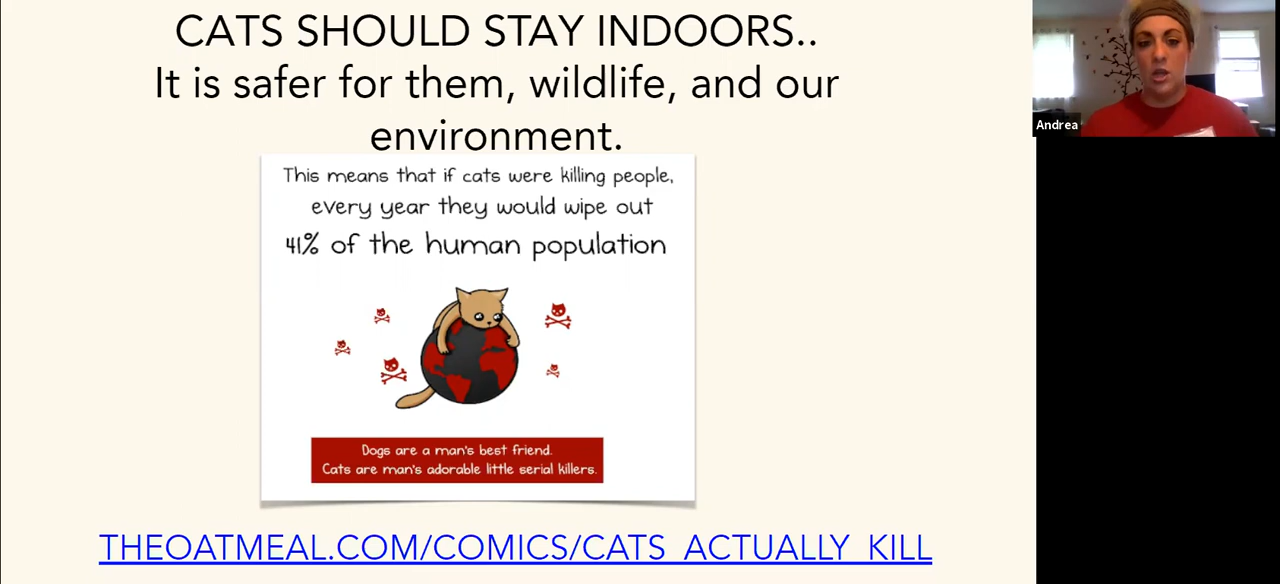 CATS SHOULD STAY INDOORS..
It is safer for them, wildlife, and our
environment.
This means that if cats were killing people,
every year they would wipe out
41% of the human population
Dogs are a man's best friend.
Cats are man's adorable little serial killers.
THEOATMEAL.COM/COMICS/CATS_ACTUALLY_KILL
Andrea